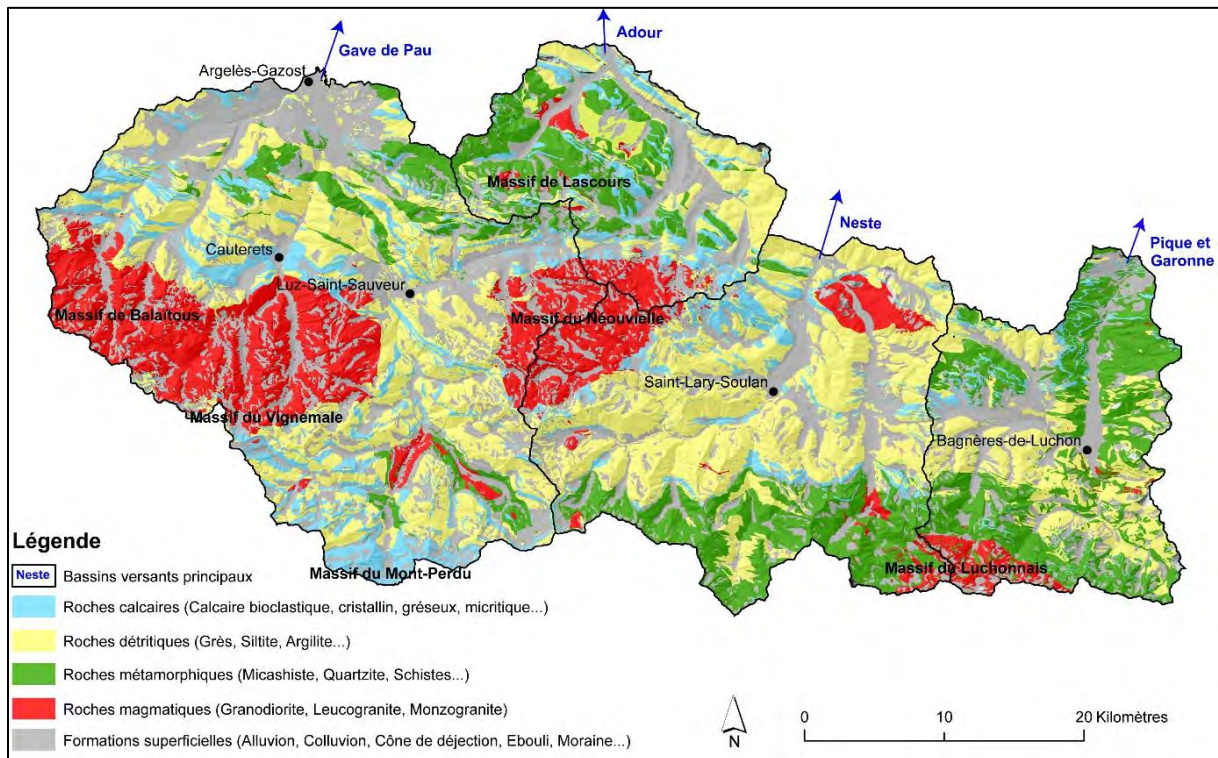 Adour
Gave de Pau
Argelès-Gazost
Massif de Lascours
Neste
Pique et
Garonne
Cauterets
Luz-Saint-Sauveur
Massif de Balaïtous
Massif du Néouvielle
Saint-Lary-Soulan
Massif du Vignemale
Bagnères-de-Luchon
Massif du Mont-Perdu
Massif du Luchonnais
Légende
Neste Bassins versants principaux
Roches calcaires (Calcaire bioclastique, cristallin, gréseux, micritique...)
Roches détritiques (Grès, Siltite, Argilite...)
Roches métamorphiques (Micashiste, Quartzite, Schistes...)
Roches magmatiques (Granodiorite, Leucogranite, Monzogranite)
Formations superficielles (Alluvion, Colluvion, Cône de déjection, Ebouli, Moraine...)
N
0 10 20 Kilomètres